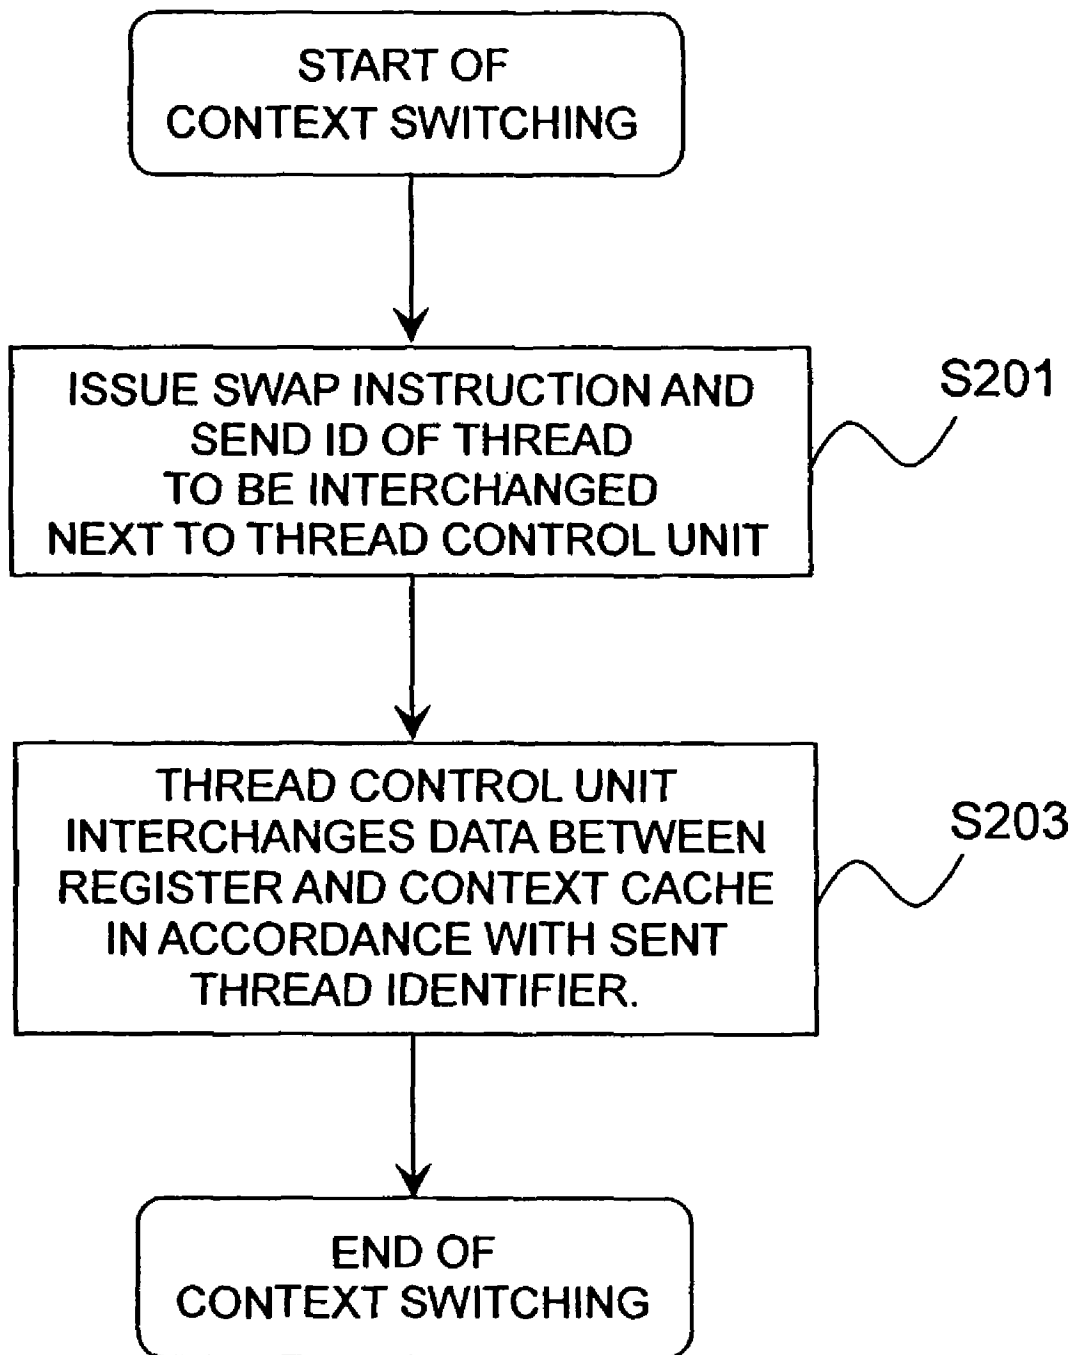 START OF
CONTEXT SWITCHING
ISSUE SWAP INSTRUCTION AND
SEND ID OF THREAD
TO BE INTERCHANGED
NEXT TO THREAD CONTROL UNIT
S201
THREAD CONTROL UNIT
INTERCHANGES DATA BETWEEN
REGISTER AND CONTEXT CACHE
IN ACCORDANCE WITH SENT
THREAD IDENTIFIER.
S203
END OF
CONTEXT SWITCHING